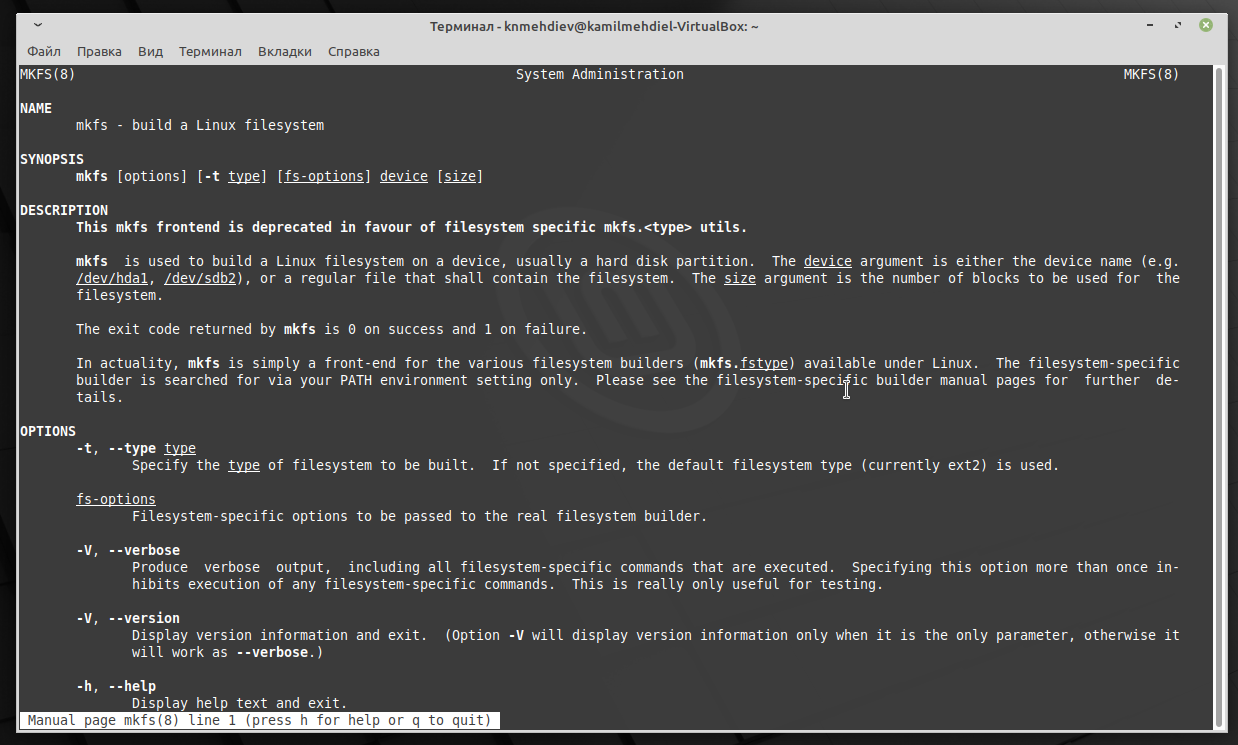 Терминал - knmehdiev@kamilmehdiel-VirtualBox: ~
Файл Правка Вид Терминал Вкладки Справка
MKFS(8) System Administration MKFS(8)
NAME
mkfs - build a Linux filesystem
SYNOPSIS
mkfs [options] [-t type] [fs-options] device [size]
DESCRIPTION
This mkfs frontend is deprecated in favour of filesystem specific mkfs.<type> utils.
mkfs is used to build a Linux filesystem on a device, usually a hard disk partition. The device argument is either the device name (e.g.
/dev/hda1, /dev/sdb2), or a regular file that shall contain the filesystem. The size argument is the number of blocks to be used for the
filesystem.
The exit code returned by mkfs is 0 on success and 1 on failure.
In actuality, mkfs is simply a front-end for the various filesystem builders (mkfs.fstype) available under Linux. The filesystem-specific
builder is searched for via your PATH environment setting only. Please see the filesystem-specific builder manual pages for further de-
tails.
OPTIONS
-t, --type type
Specify the type of filesystem to be built. If not specified, the default filesystem type (currently ext2) is used.
fs-options
Filesystem-specific options to be passed to the real filesystem builder.
-V, --verbose
Produce verbose output, including all filesystem-specific commands that are executed. Specifying this option more than once in-
hibits execution of any filesystem-specific commands. This is really only useful for testing.
-V, --version
Display version information and exit. (Option -V will display version information only when it is the only parameter, otherwise it
will work as --verbose.)
-h, --help
Display help text and exit.
Manual page mkfs(8) line 1 (press h for help or q to quit)